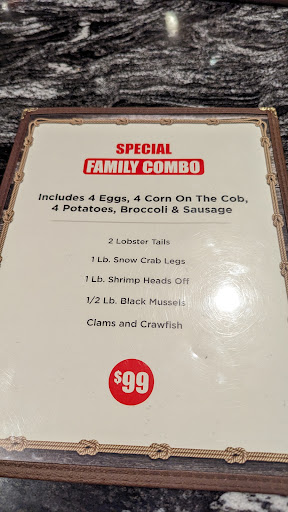 SPECIAL
FAMILY COMBO
Includes 4 Eggs, 4 Corn On The Cob,
4 Potatoes, Broccoli & Sausage
2 Lobster Tails
1 Lb. Snow Crab Legs
1 Lb. Shrimp Heads Off
1/2 Lb. Black Mussels
Clams and Crawfish
$99